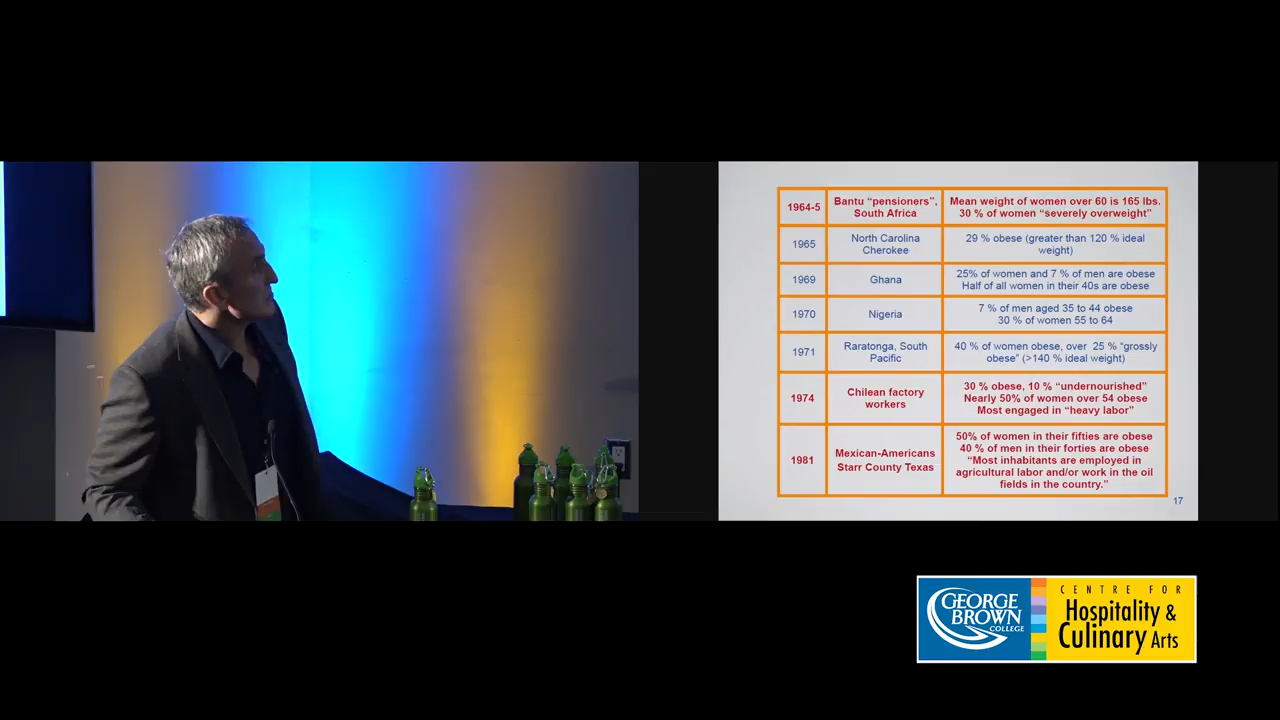 1964-5
Bantu “pensioners”,
South Africa
Mean weight of women over 60 is 165 lbs.
30 % of women “severely overweight”
1965
North Carolina
Cherokee
29 % obese (greater than 120 % ideal
weight)
1969
Ghana
25% of women and 7 % of men are obese
Half of all women in their 40s are obese
1970
Nigeria
7 % of men aged 35 to 44 obese
30 % of women 55 to 64
1971
Raratonga, South
Pacific
40 % of women obese, over 25 % “grossly
obese” (>140 % ideal weight)
1974
Chilean factory
workers
30 % obese, 10 % “undernourished”
Nearly 50% of women over 54 obese
Most engaged in “heavy labor”
1981
Mexican-Americans
Starr County Texas
50% of women in their fifties are obese
40 % of men in their forties are obese
“Most inhabitants are employed in
agricultural labor and/or work in the oil
fields in the country.”
17
GEORGE
BROWN
COLLEGE
CENTRE FOR
Hospitality &
Culinary Arts